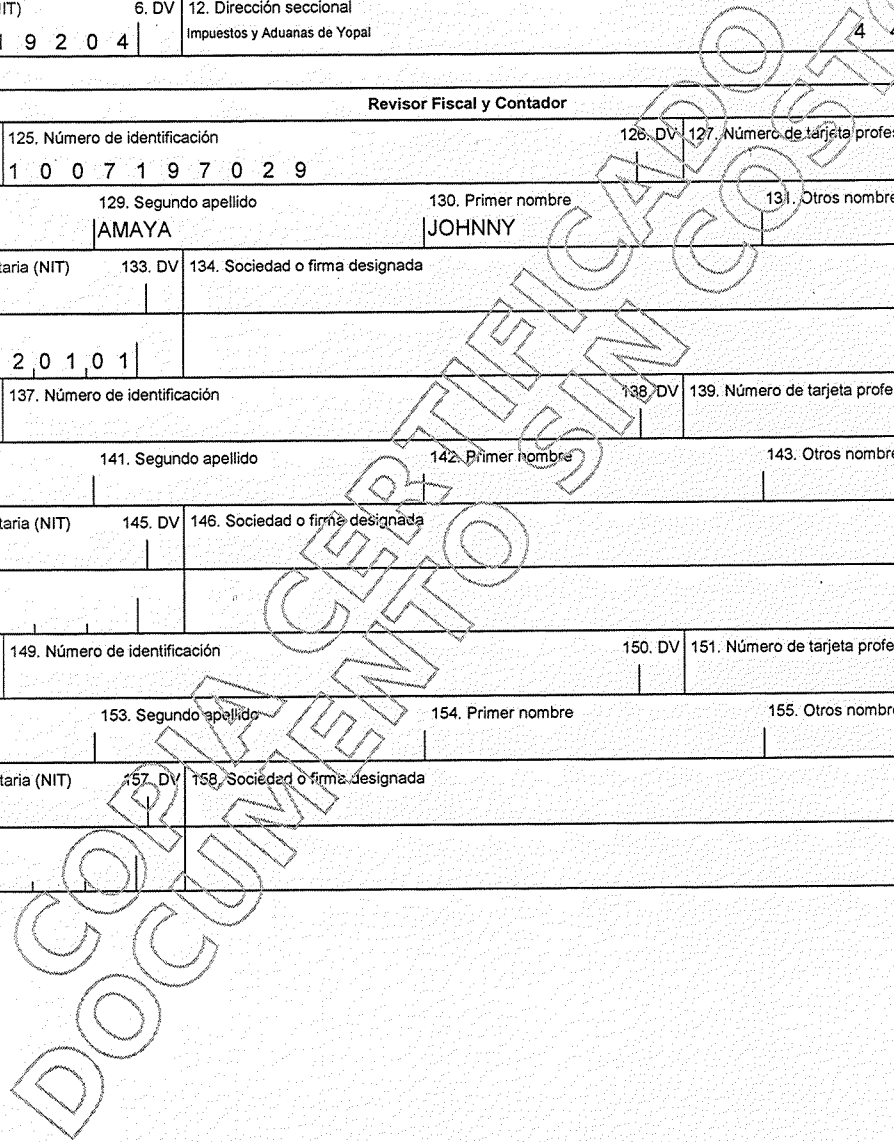 IT) 6. DV 12. Dirección seccional
1 9 2 0 4 Impuestos y Aduanas de Yopal 4 4
Revisor Fiscal y Contador
125. Número de identificación 126. DV 127. Número de tarjeta profe
1 0 0 7 1 9 7 0 2 9
129. Segundo apellido 130. Primer nombre 131. Otros nombre
AMAYA JOHNNY
taria (NIT) 133. DV 134. Sociedad o firma designada
2 0 1 0 1
137. Número de identificación 138. DV 139. Número de tarjeta profe
141. Segundo apellido 142. Primer nombre 143. Otros nombre
taria (NIT) 145. DV 146. Sociedad o firma designada
149. Número de identificación 150. DV 151. Número de tarjeta profe
153. Segundo apellido 154. Primer nombre 155. Otros nombre
taria (NIT) 157. DV 158. Sociedad o firma designada
COPIA CERTIFICADO
DOCUMENTO SIN COSTO